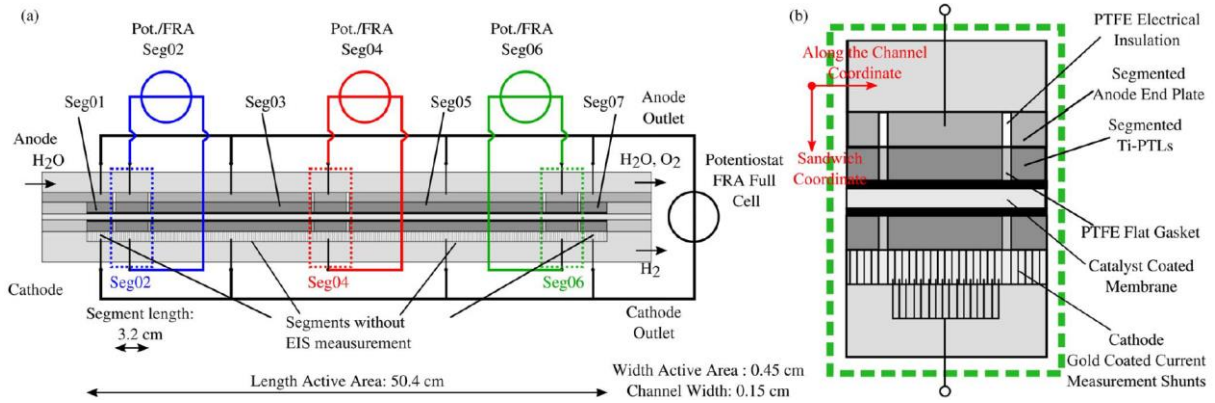 (a)
Pot./FRA
Seg02
Pot./FRA
Seg04
Pot./FRA
Seg06
Seg01
Seg03
Seg05
Seg07
Anode
Outlet
Anode
H2O
H2O, O2
Potentiostat
FRA Full
Cell
H2
Cathode
Seg02
Seg04
Seg06
Cathode
Outlet
Segment length:
3.2 cm
Segments without
EIS meausurement
Length Active Area: 50.4 cm
Width Active Area : 0.45 cm
Channel Width: 0.15 cm
(b)
Along the Channel
Coordinate
Sandwich
Coordinate
PTFE Electrical
Insulation
Segmented
Anode End Plate
Segmented
Ti-PTLs
PTFE Flat Gasket
Catalyst Coated
Membrane
Cathode
Gold Coated Current
Measurement Shunts